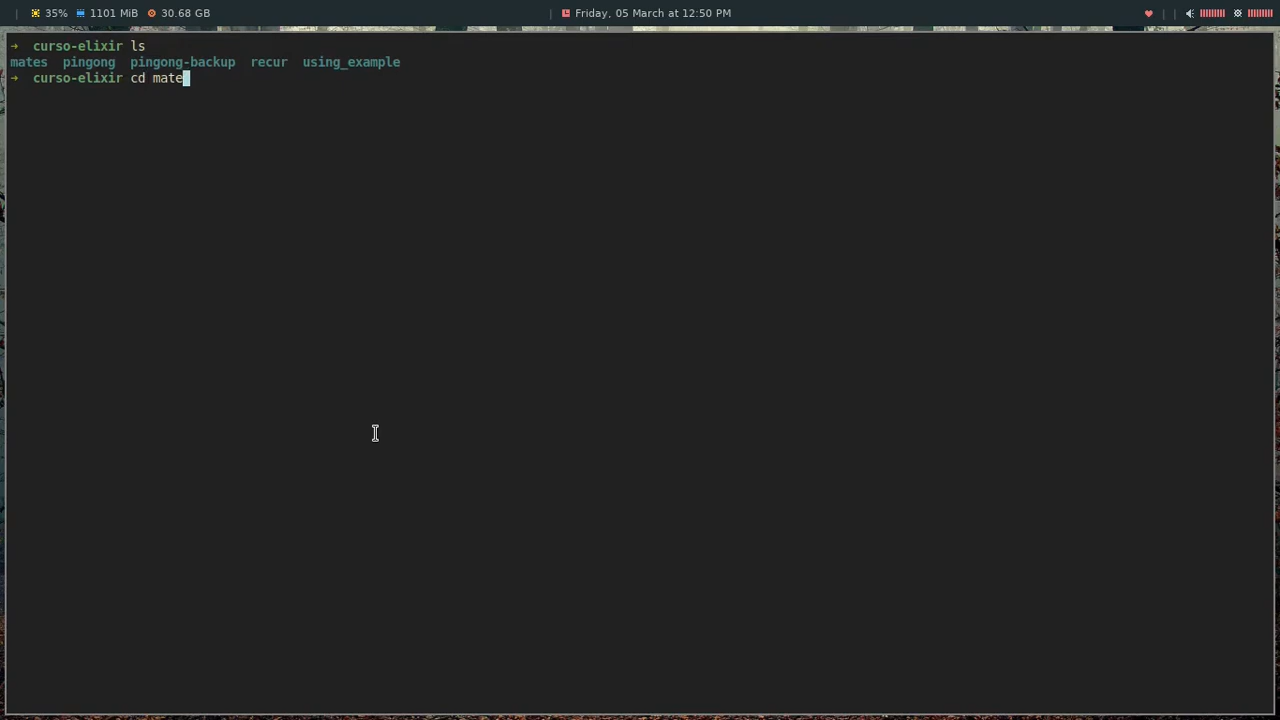 35% 1101 MiB 30.68 GB Friday, 05 March at 12:50 PM
→ curso-elixir ls
mates pingong pingong-backup recur using_example
→ curso-elixir cd mate